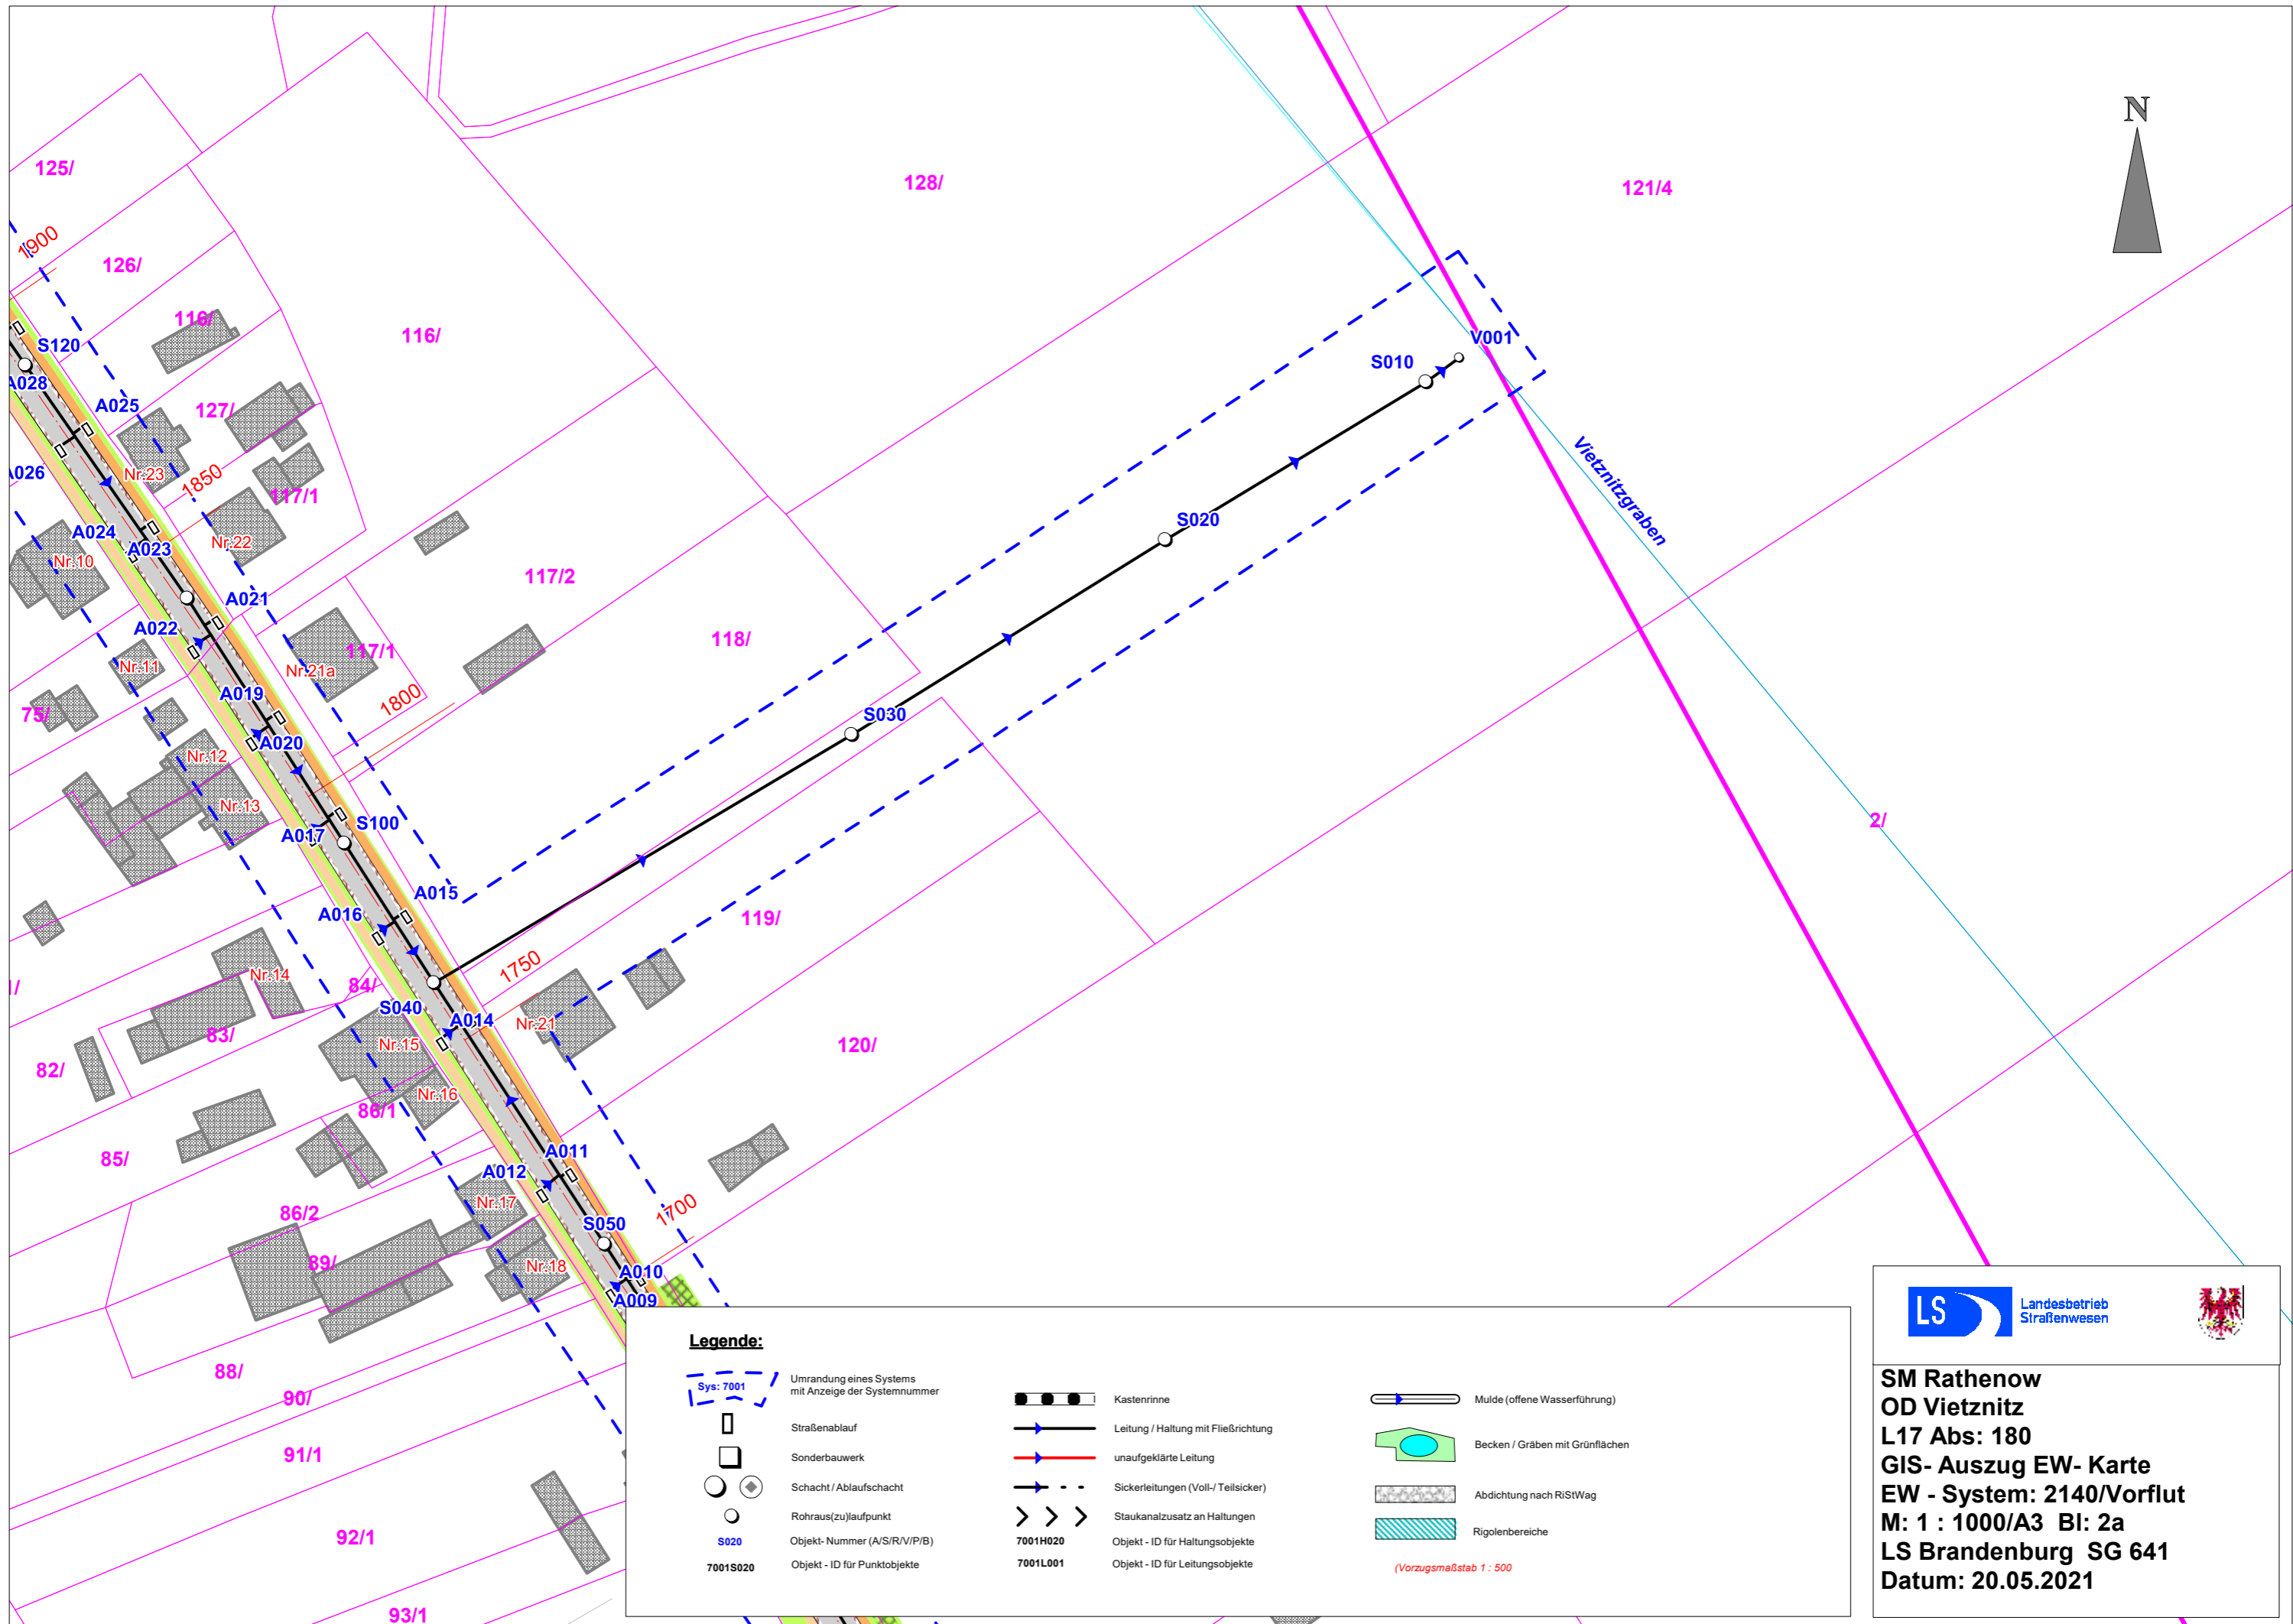 N
125/
128/
121/4
1900
126/
116/
116/
S120
V001
S010
A028
A025
127/
Vietznitzgraben
A026
Nr.23
1850
117/1
A024
A023
Nr.22
S020
Nr.10
117/2
A021
A022
118/
Nr.11
117/1
Nr.21a
A019
1800
75/
S030
A020
Nr.12
Nr.13
A017
S100
2/
A015
A016
119/
1750
Nr.14
84/
S040
A014
Nr.21
83/
Nr.15
120/
82/
Nr.16
86/1
A011
85/
A012
Nr.17
86/2
1700
S050
89/
Nr.18
A010
A009
88/
90/
91/1
92/1
93/1
Legende:
Sys: 7001
Umrandung eines Systems
mit Anzeige der Systemnummer
Straßenablauf
Sonderbauwerk
Schacht / Ablaufschacht
Rohraus(zu)laufpunkt
S020 Objekt- Nummer (A/S/R/V/P/B)
7001S020 Objekt - ID für Punktobjekte
Kastenrinne
Leitung / Haltung mit Fließrichtung
unaufgeklärte Leitung
Sickerleitungen (Voll-/ Teilsicker)
Staukanalzusatz an Haltungen
7001H020 Objekt - ID für Haltungsobjekte
7001L001 Objekt - ID für Leitungsobjekte
Mulde (offene Wasserführung)
Becken / Gräben mit Grünflächen
Abdichtung nach RiStWag
Rigolenbereiche
(Vorzugsmaßstab 1 : 500
LS Landesbetrieb
Straßenwesen
SM Rathenow
OD Vietznitz
L17 Abs: 180
GIS- Auszug EW- Karte
EW - System: 2140/Vorflut
M: 1 : 1000/A3 Bl: 2a
LS Brandenburg SG 641
Datum: 20.05.2021